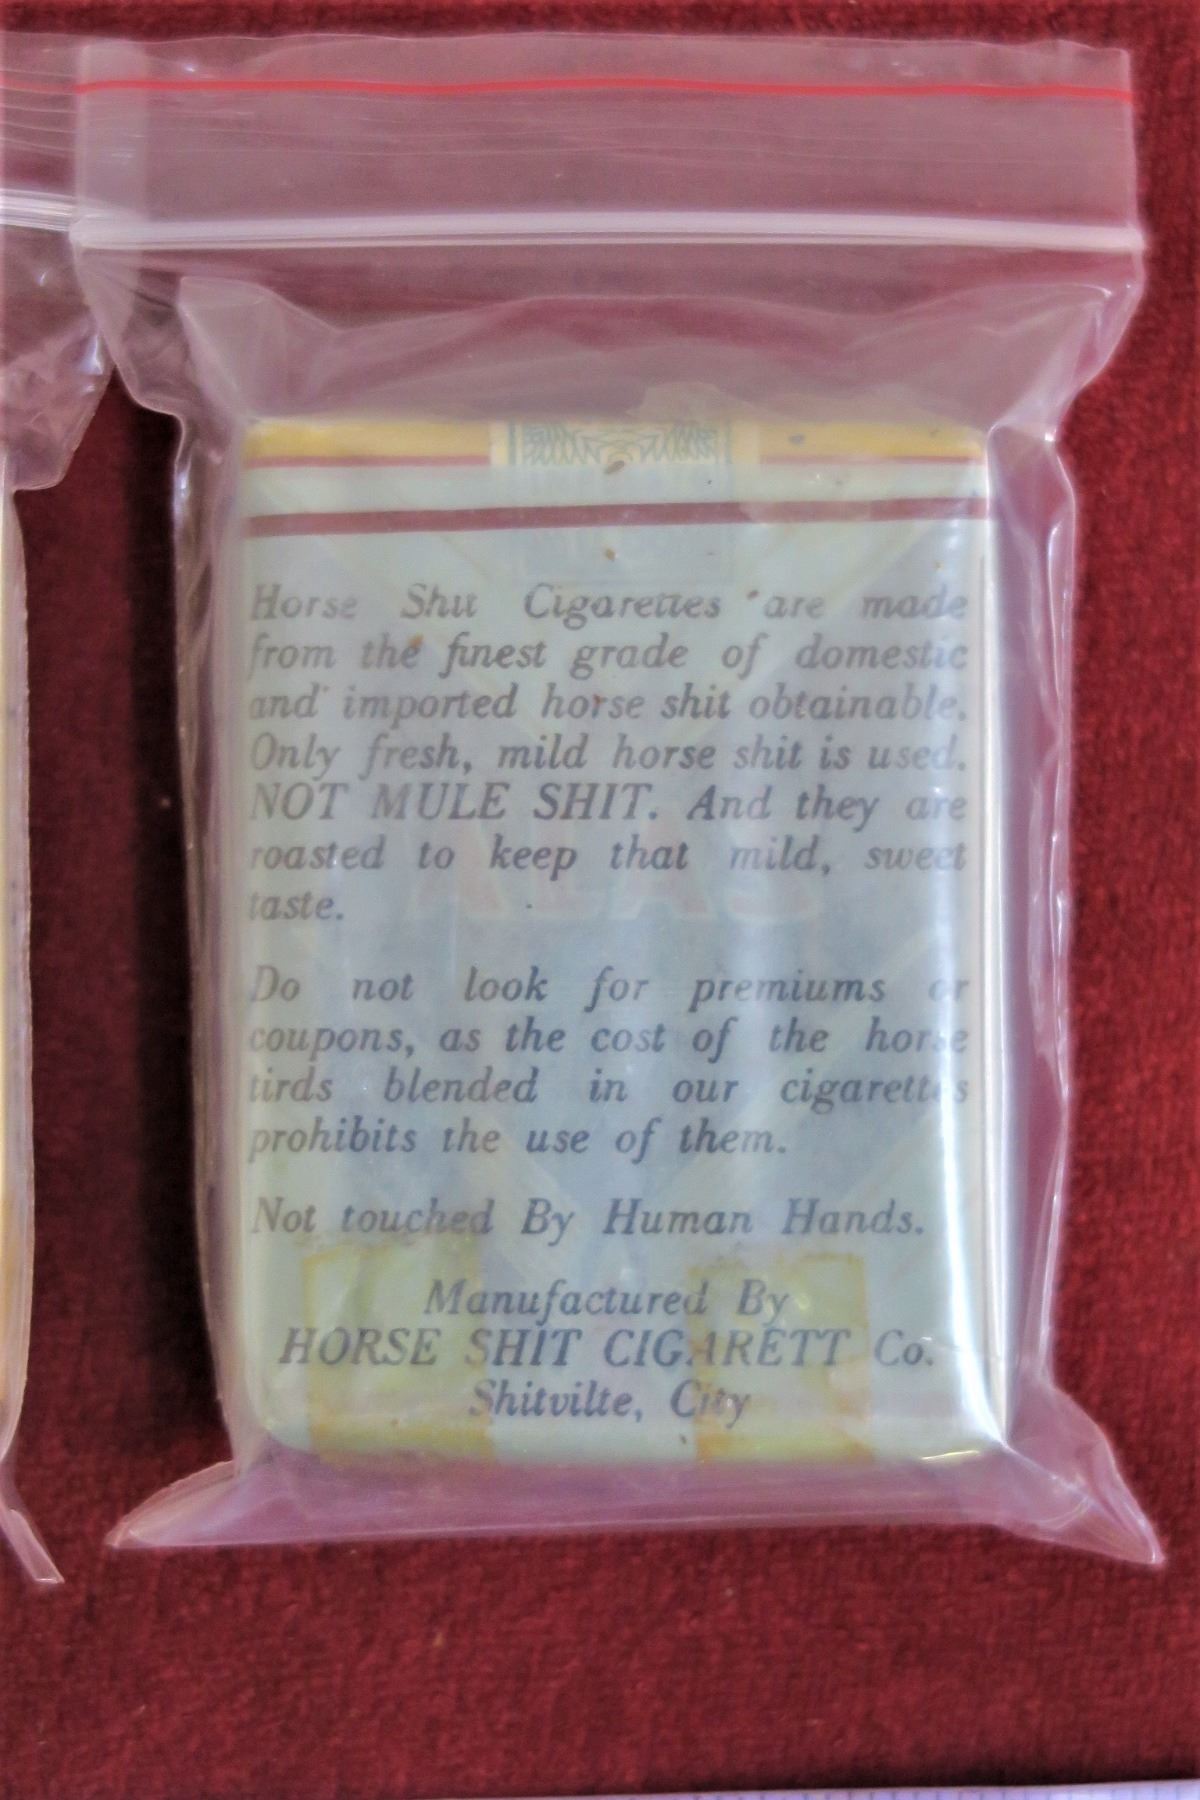 Horse Shit Cigarettes are made
from the finest grade of domestic
and imported horse shit obtainable.
Only fresh, mild horse shit is used.
NOT MULE SHIT. And they are
roasted to keep that mild, sweet
taste.
Do not look for premiums or
coupons, as the cost of the horse
tirds blended in our cigarettes
prohibits the use of them.
Not touched By Human Hands.
Manufactured By
HORSE SHIT CIGARETT Co.
Shitvilte, City